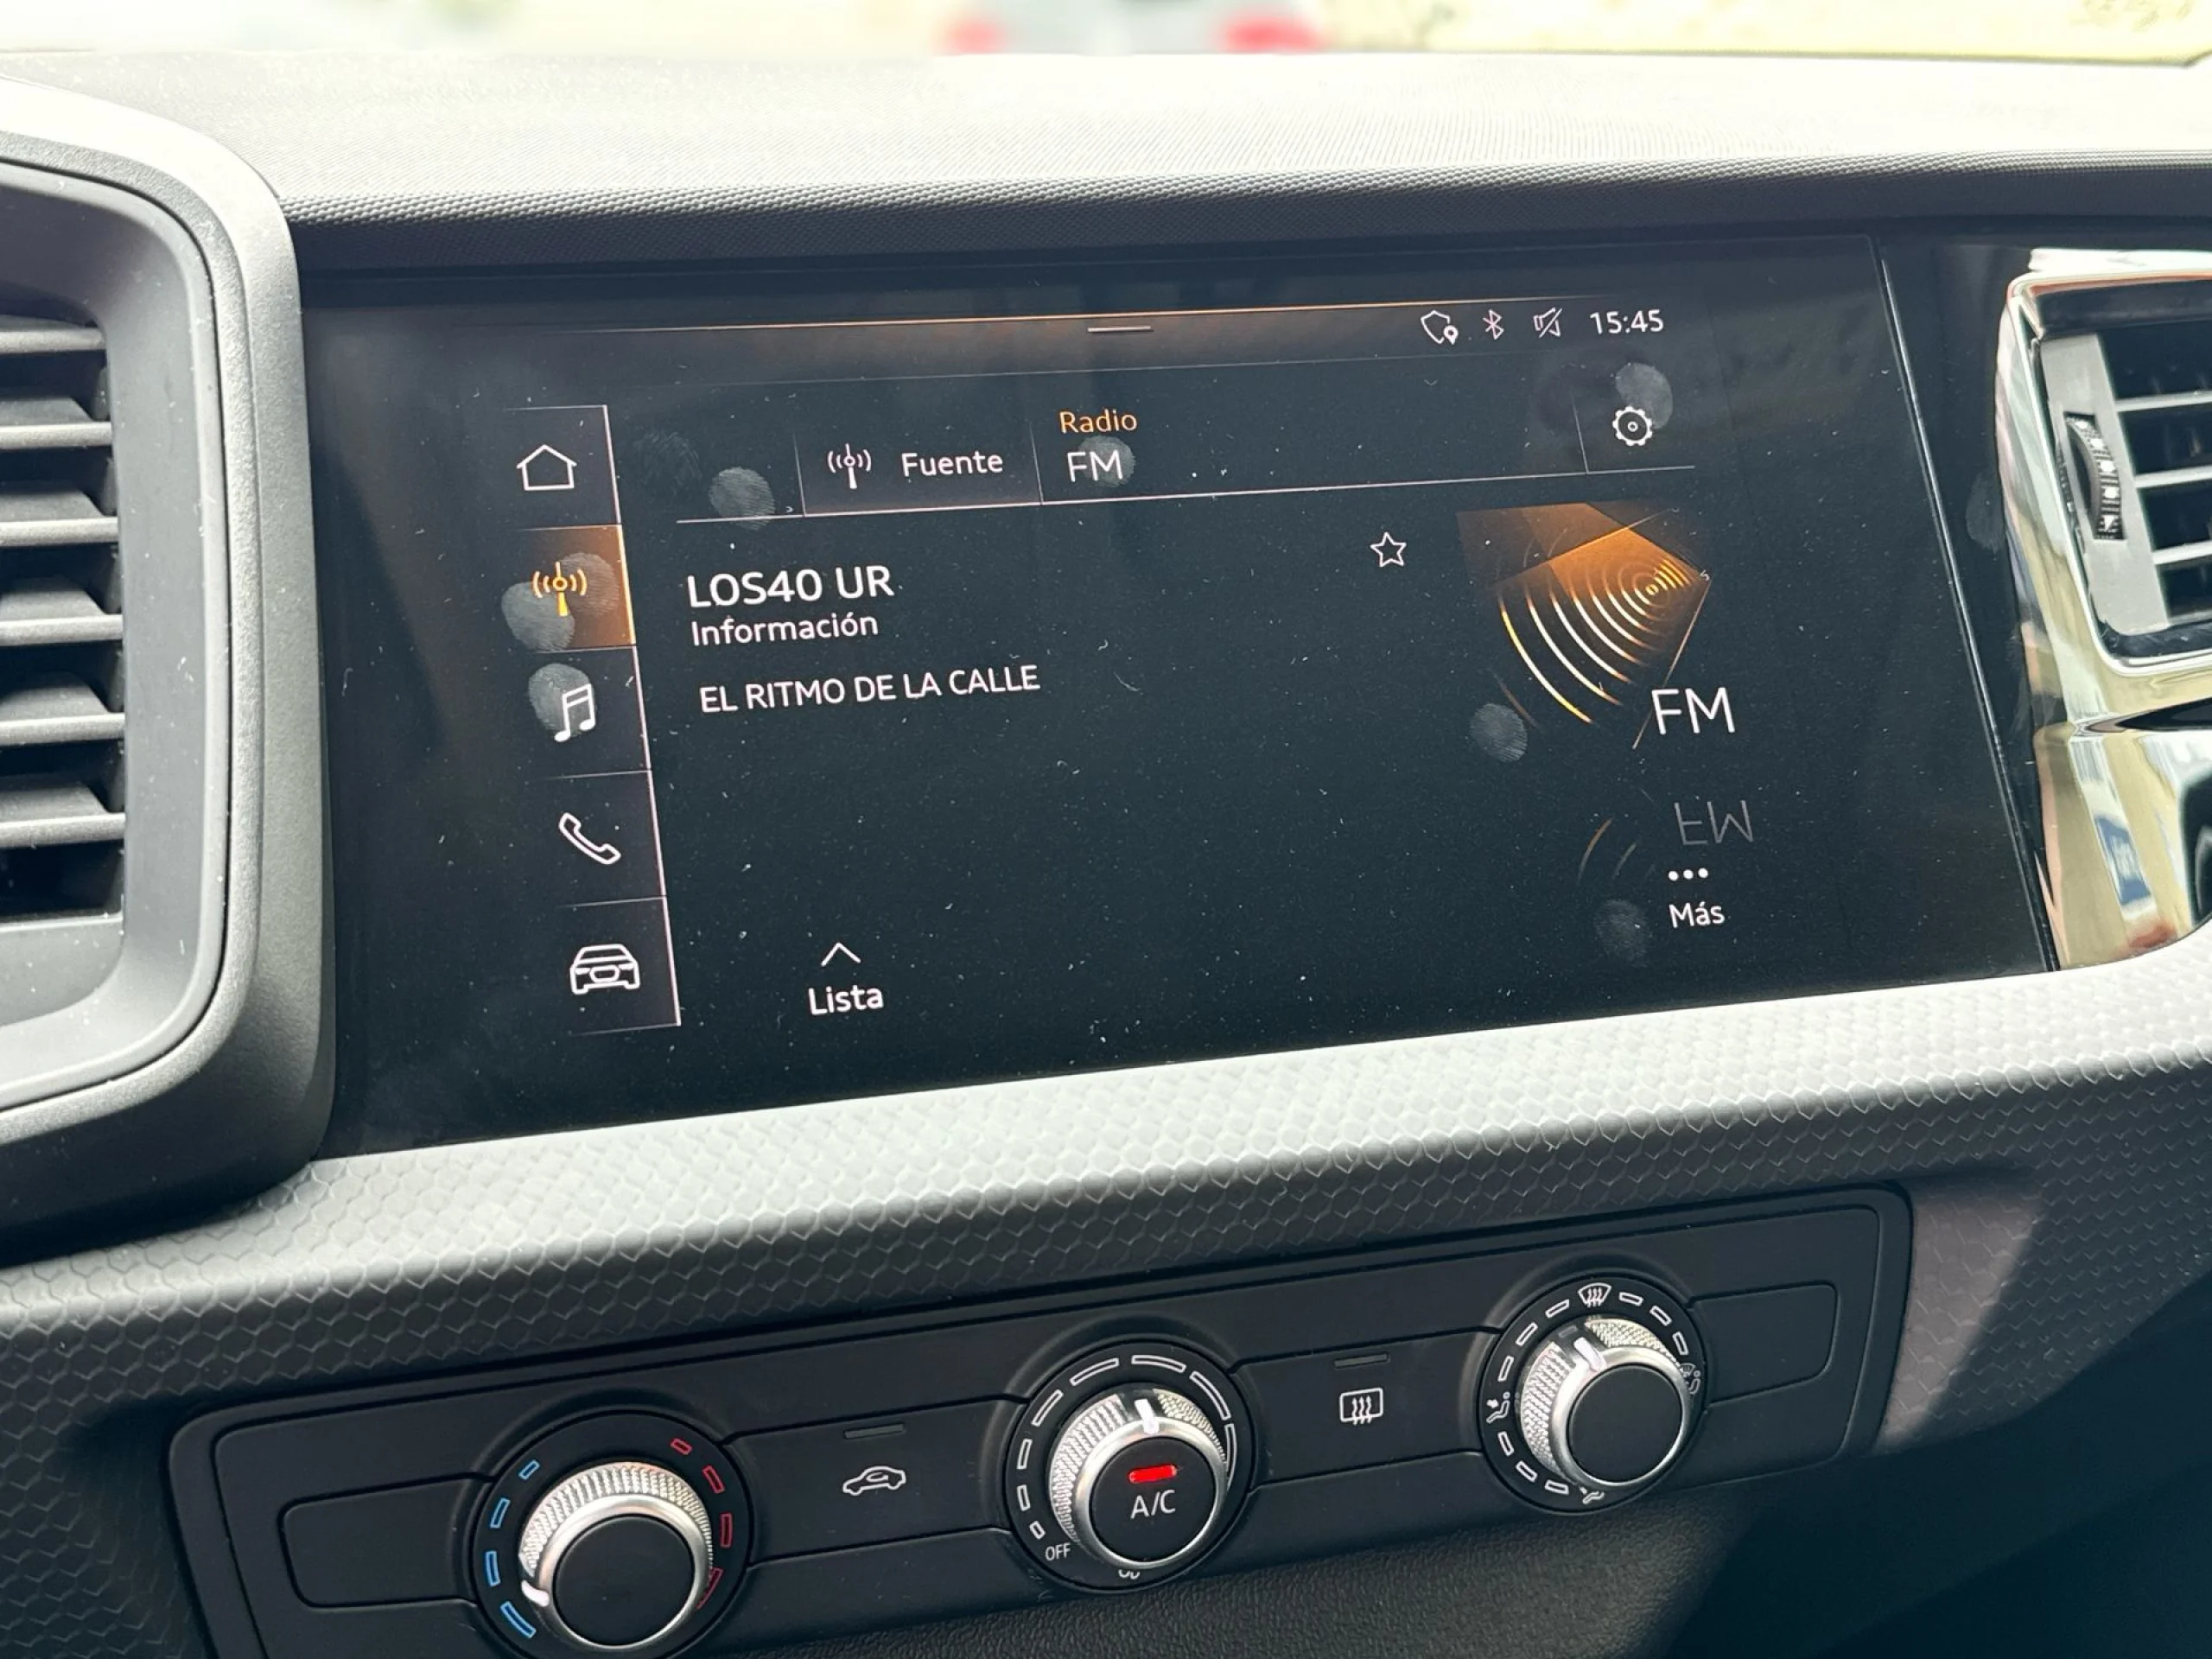 15:45
Radio
Fuente
FM
LOS40 UR
Información
EL RITMO DE LA CALLE
FM
Más
Lista
A/C
OFF